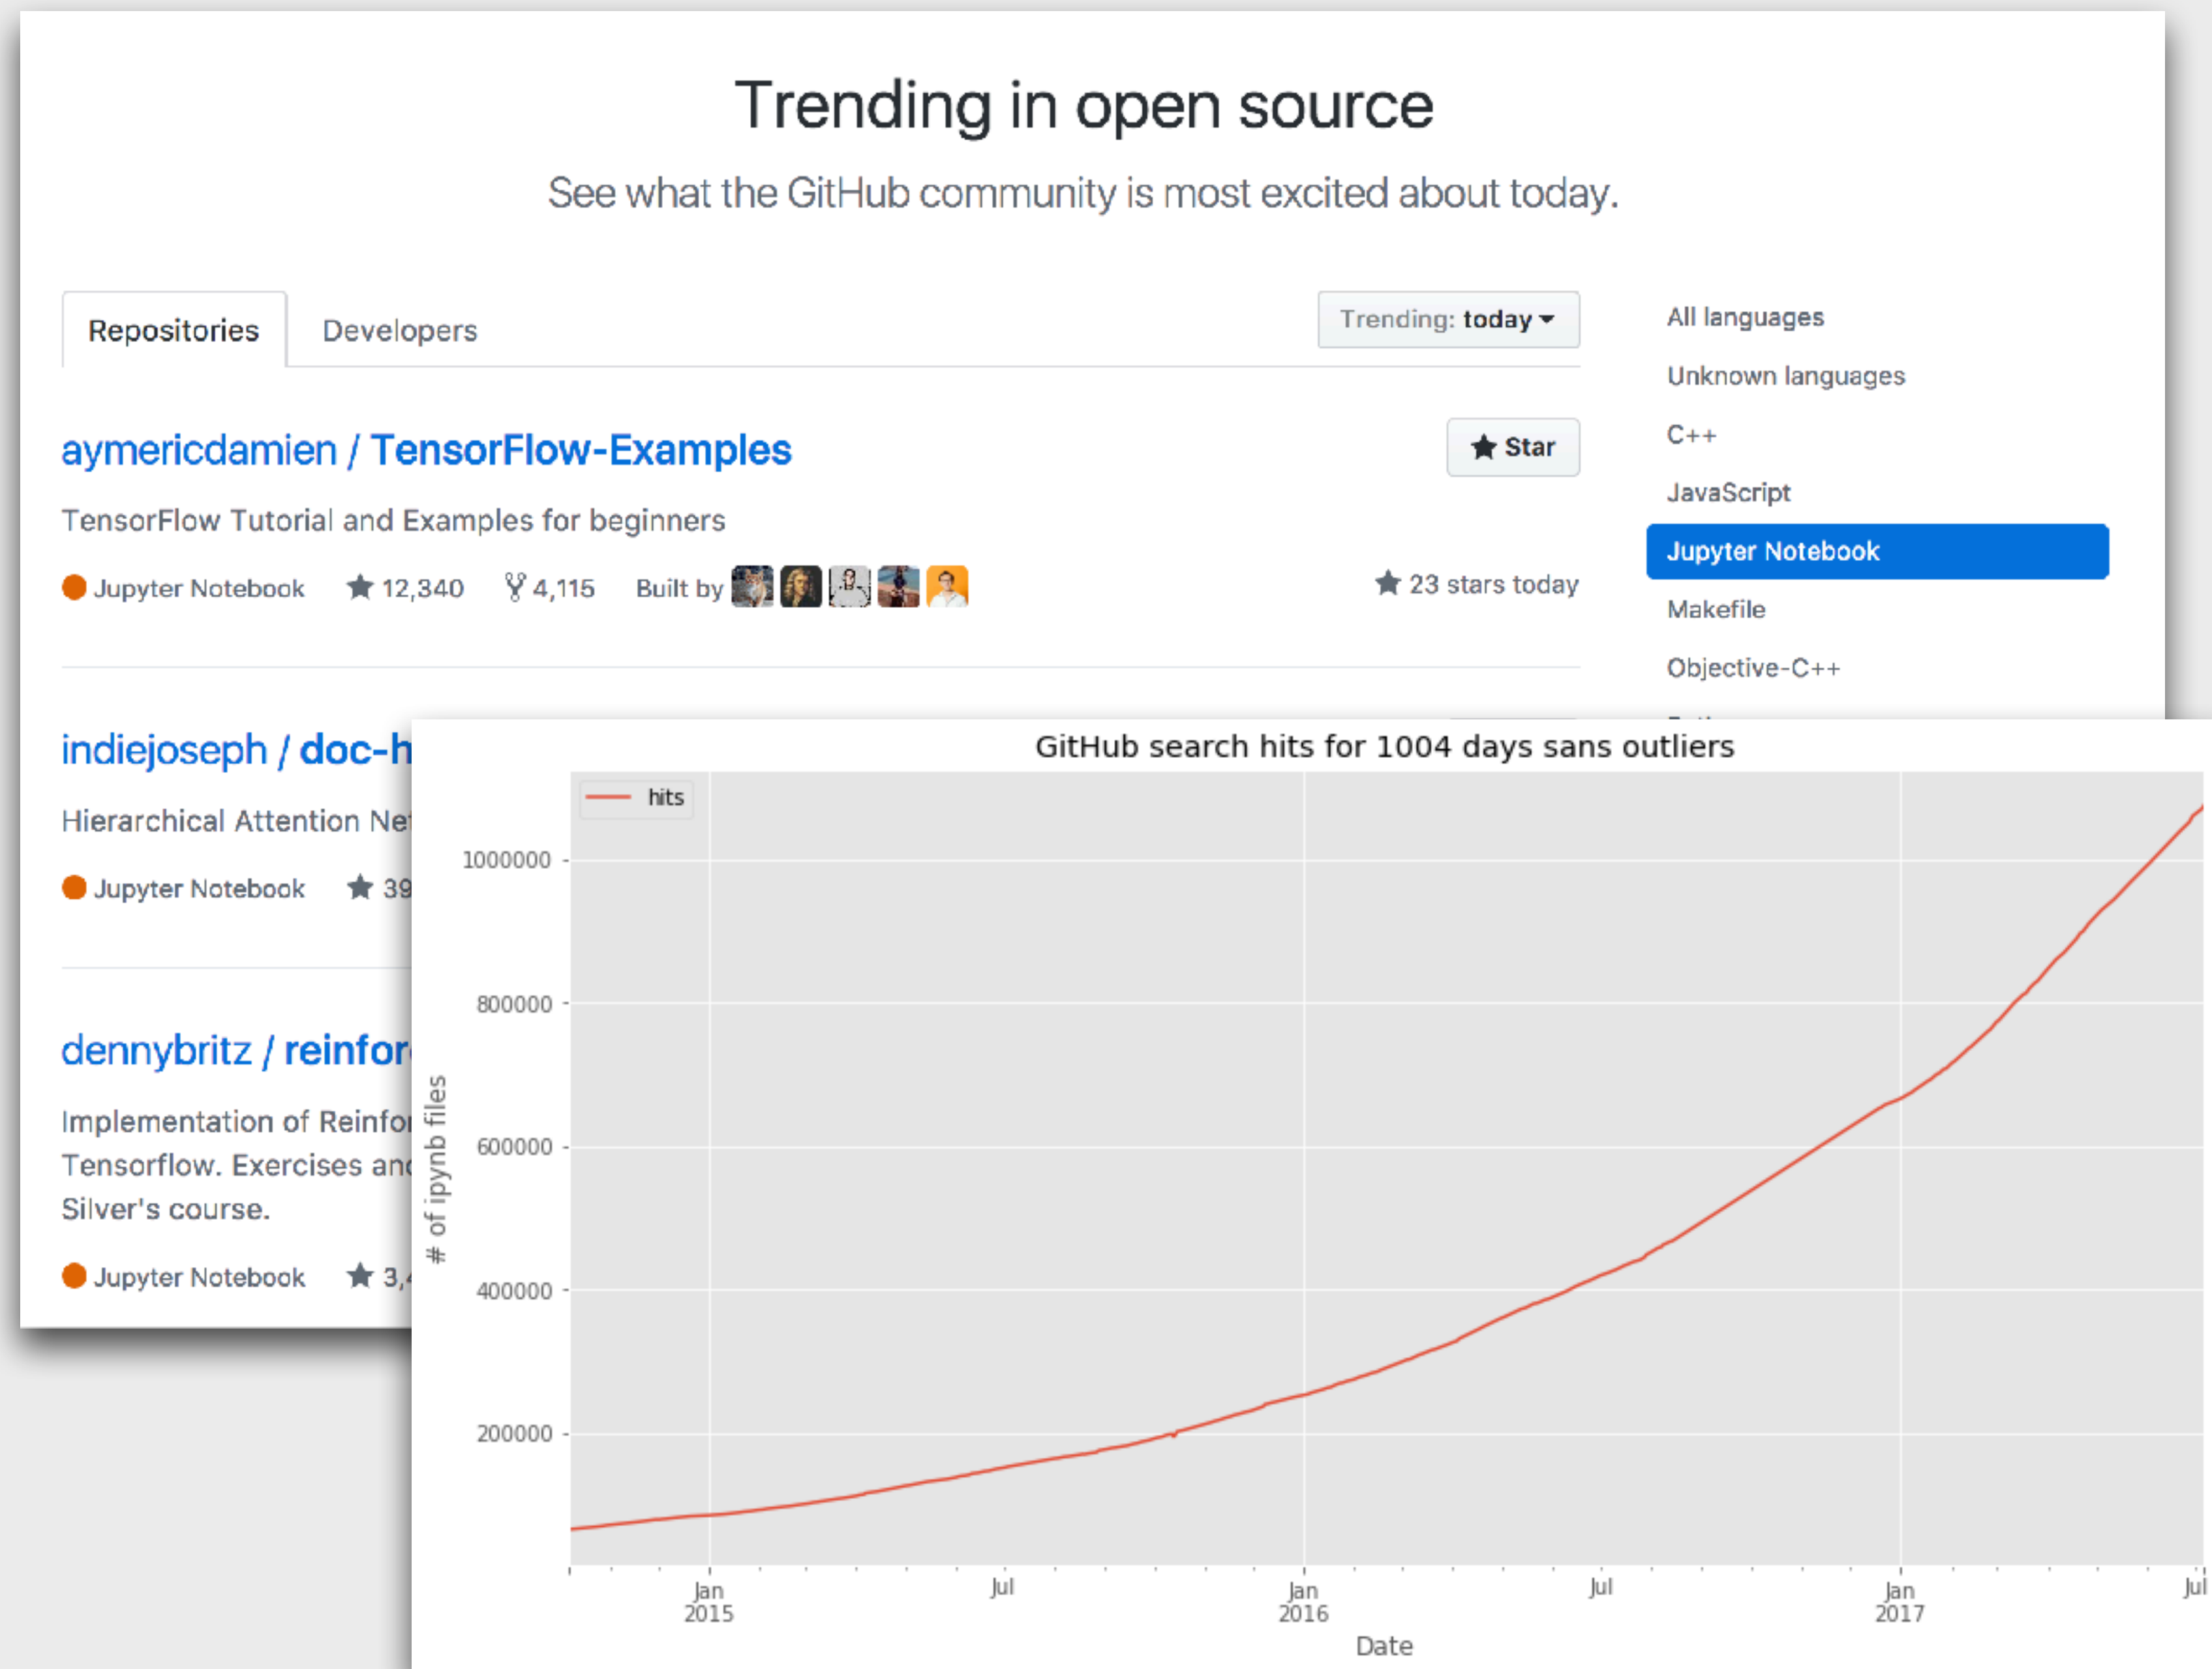 Trending in open source
See what the GitHub community is most excited about today.
Repositories
Developers
Trending: today
aymericdamien / TensorFlow-Examples
Star
TensorFlow Tutorial and Examples for beginners
Jupyter Notebook 12,340 4,115 Built by
23 stars today
indiejoseph / doc-h
Hierarchical Attention Ne
Jupyter Notebook 39
dennybritz / reinfor
Implementation of Reinfo
Tensorflow. Exercises an
Silver's course.
Jupyter Notebook 3,
All languages
Unknown languages
C++
JavaScript
Jupyter Notebook
Makefile
Objective-C++
GitHub search hits for 1004 days sans outliers
hits
# of ipynb files
1000000
800000
600000
400000
200000
Jan
2015
Jul
Jan
2016
Jul
Jan
2017
Jul
Date